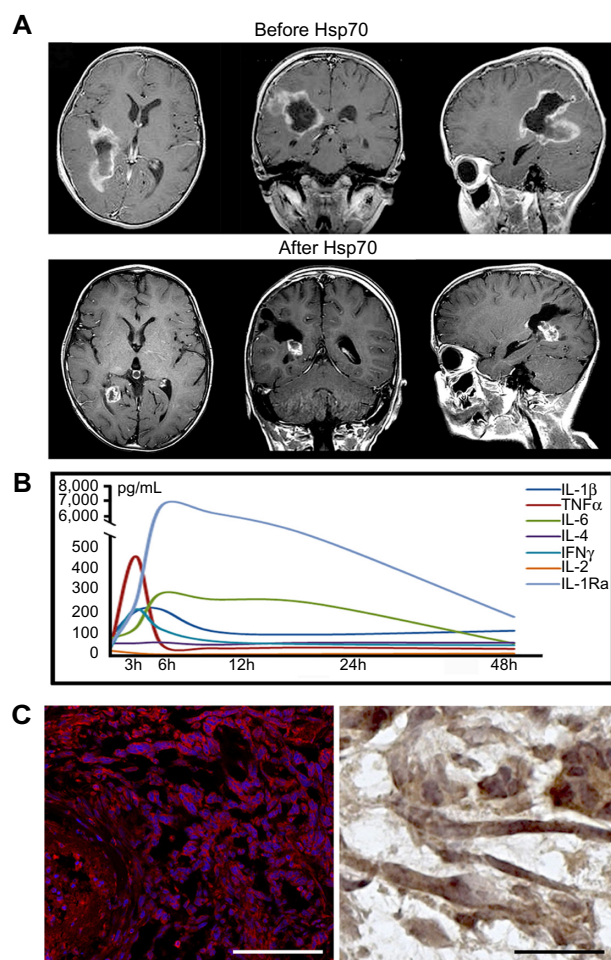 A
Before Hsp70
After Hsp70
B
8,000
7,000
6,000
500
400
300
200
100
0
pg/mL
3h 6h 12h 24h 48h
IL-1β
TNFα
IL-6
IL-4
IFNγ
IL-2
IL-1Ra
C